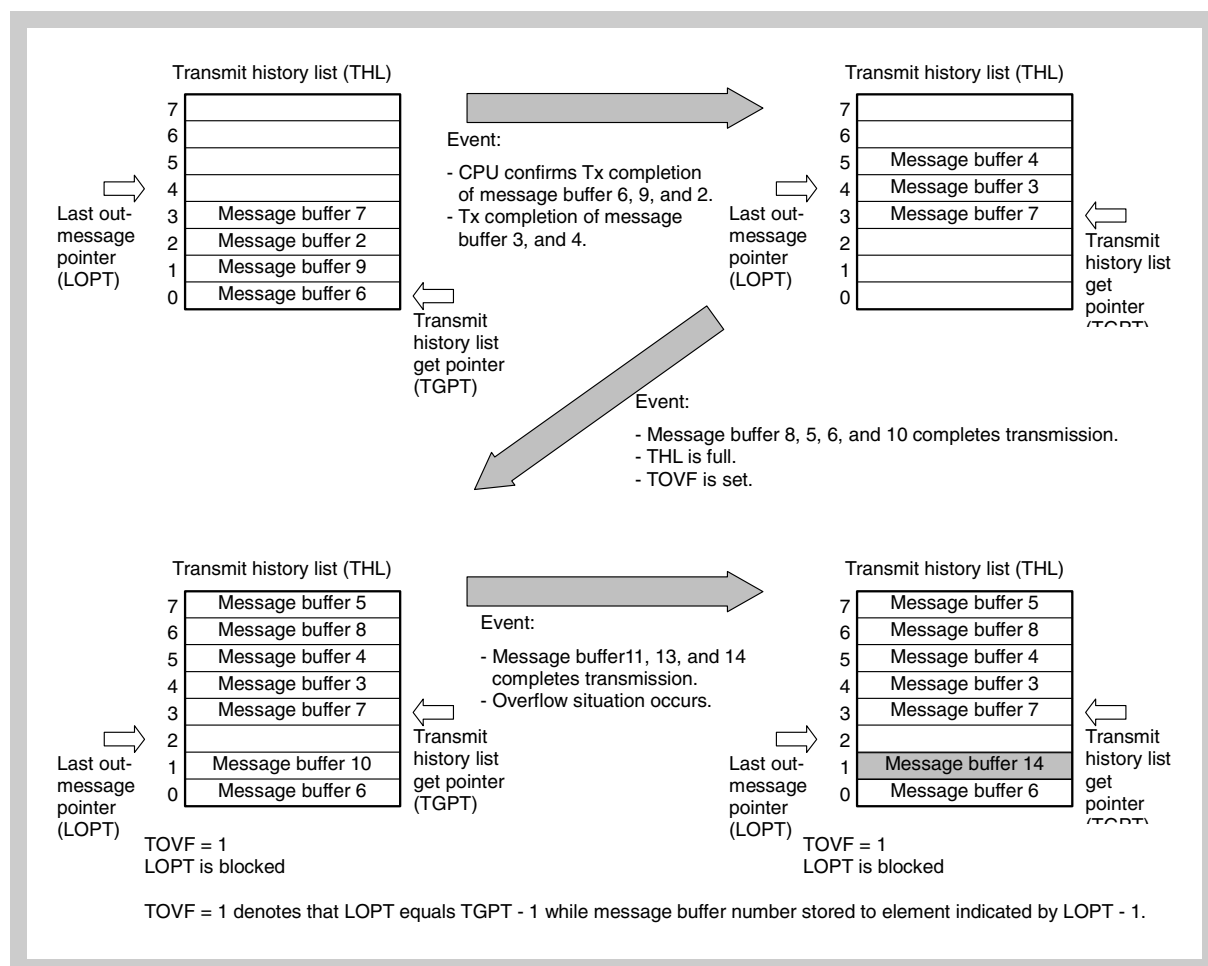 Transmit history list (THL)
7
6
5
4
3 Message buffer 7
2 Message buffer 2
1 Message buffer 9
0 Message buffer 6
Last out-
message
pointer
(LOPT)
Transmit
history list
get pointer
(TGPT)
Event:
- CPU confirms Tx completion
of message buffer 6, 9, and 2.
- Tx completion of message
buffer 3, and 4.
Transmit history list (THL)
7
6
5 Message buffer 4
4 Message buffer 3
3 Message buffer 7
2
1
0
Last out-
message
pointer
(LOPT)
Transmit
history list
get
pointer
(TGPT)
Event:
- Message buffer 8, 5, 6, and 10 completes transmission.
- THL is full.
- TOVF is set.
Transmit history list (THL)
7 Message buffer 5
6 Message buffer 8
5 Message buffer 4
4 Message buffer 3
3 Message buffer 7
2
1 Message buffer 10
0 Message buffer 6
Last out-
message
pointer
(LOPT)
Transmit
history list
get pointer
(TGPT)
TOVF = 1
LOPT is blocked
Event:
- Message buffer11, 13, and 14
completes transmission.
- Overflow situation occurs.
Transmit history list (THL)
7 Message buffer 5
6 Message buffer 8
5 Message buffer 4
4 Message buffer 3
3 Message buffer 7
2
1 Message buffer 14
0 Message buffer 6
Last out-
message
pointer
(LOPT)
Transmit
history list
get
pointer
(TGPT)
TOVF = 1
LOPT is blocked
TOVF = 1 denotes that LOPT equals TGPT - 1 while message buffer number stored to element indicated by LOPT - 1.